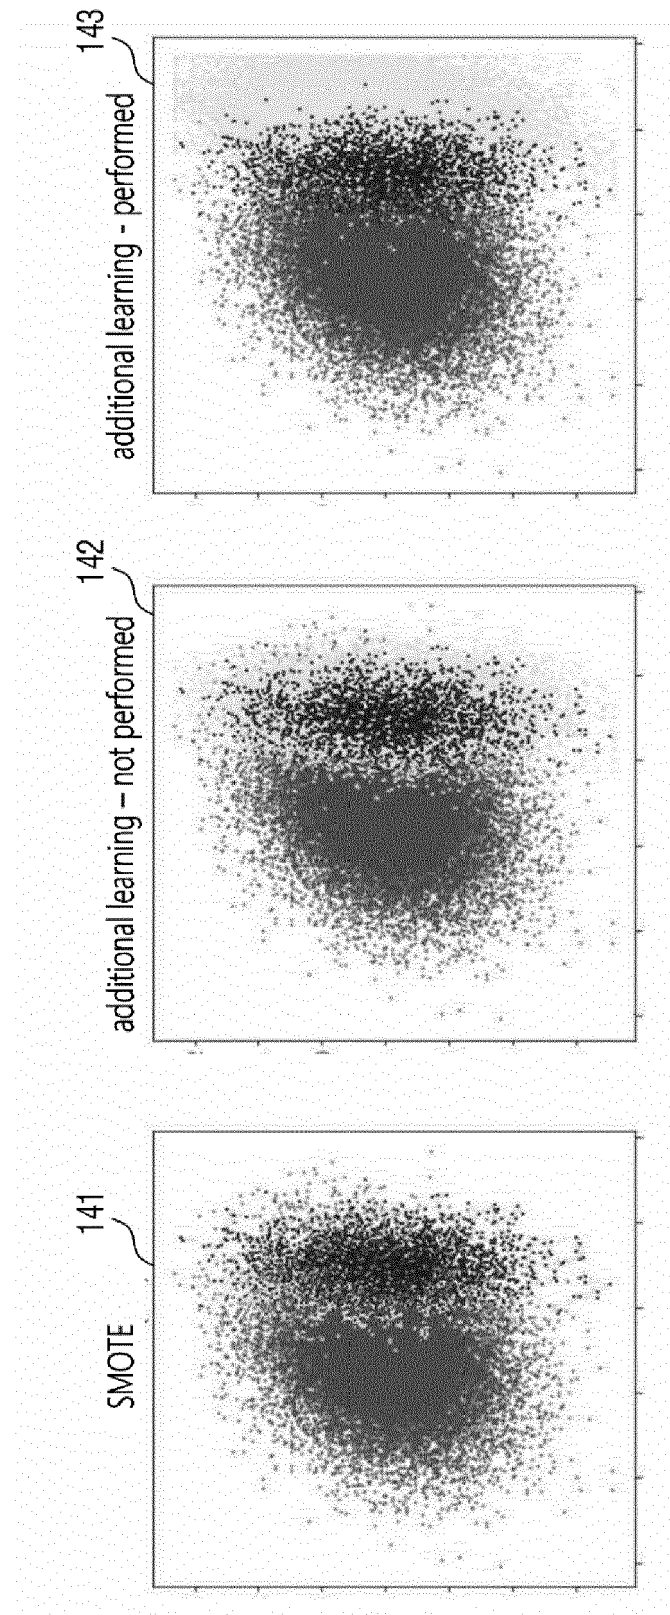 SMOTE
141
additional learning – not performed
142
additional learning - performed
143